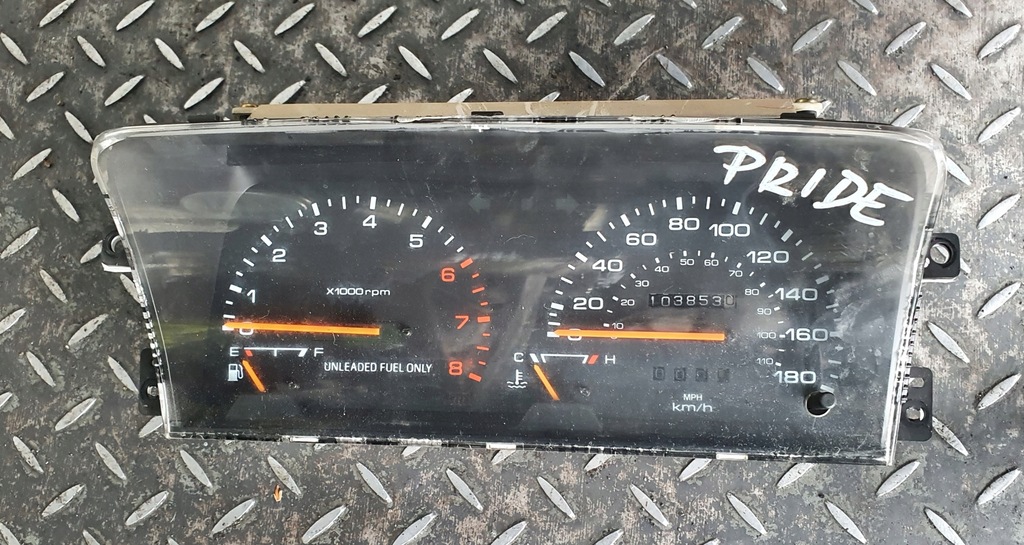 PRIDE
0 1 2 3 4 5 6 7 8
X1000rpm
E F
UNLEADED FUEL ONLY
0 20 40 60 80 100 120 140 160 180
10 20 30 40 50 60 70 80 90 100 110
103853
C H
MPH
km/h